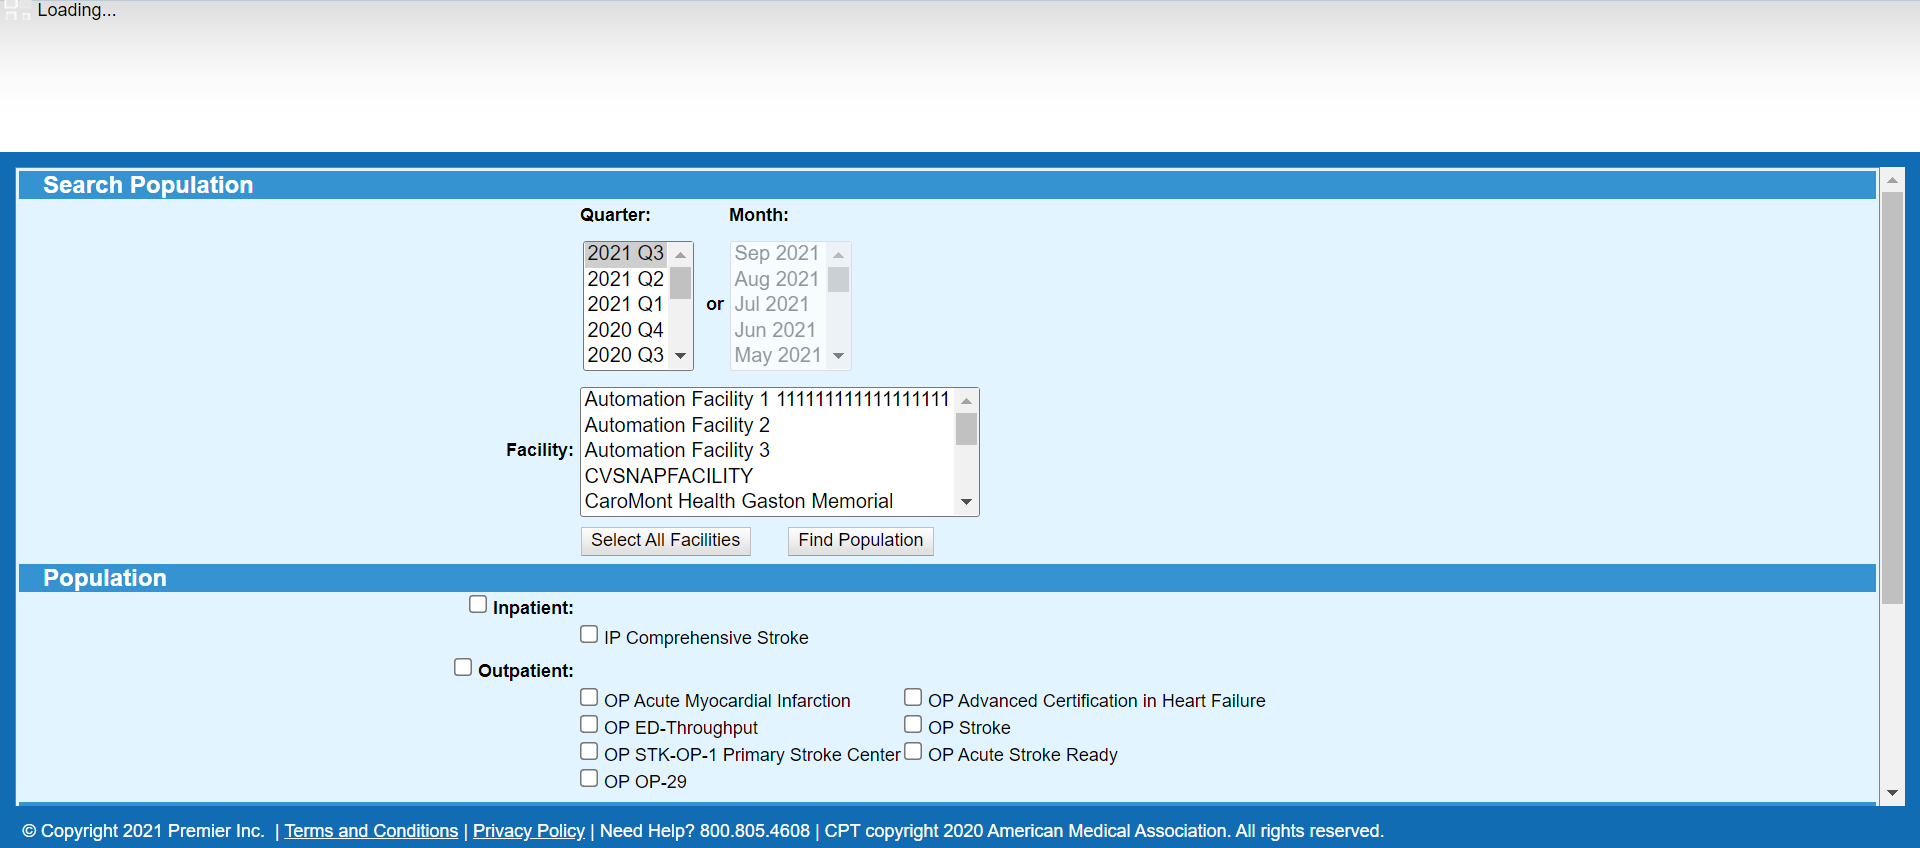 Loading...
Search Population
Quarter: Month:
2021 Q3 Sep 2021
2021 Q2 Aug 2021
2021 Q1 or Jul 2021
2020 Q4 Jun 2021
2020 Q3 May 2021
Automation Facility 1 111111111111111111
Automation Facility 2
Facility: Automation Facility 3
CVSNAPFACILITY
CaroMont Health Gaston Memorial
Select All Facilities Find Population
Population
Inpatient:
IP Comprehensive Stroke
Outpatient:
OP Acute Myocardial Infarction OP Advanced Certification in Heart Failure
OP ED-Throughput OP Stroke
OP STK-OP-1 Primary Stroke Center OP Acute Stroke Ready
OP OP-29
© Copyright 2021 Premier Inc. | Terms and Conditions | Privacy Policy | Need Help? 800.805.4608 | CPT copyright 2020 American Medical Association. All rights reserved.